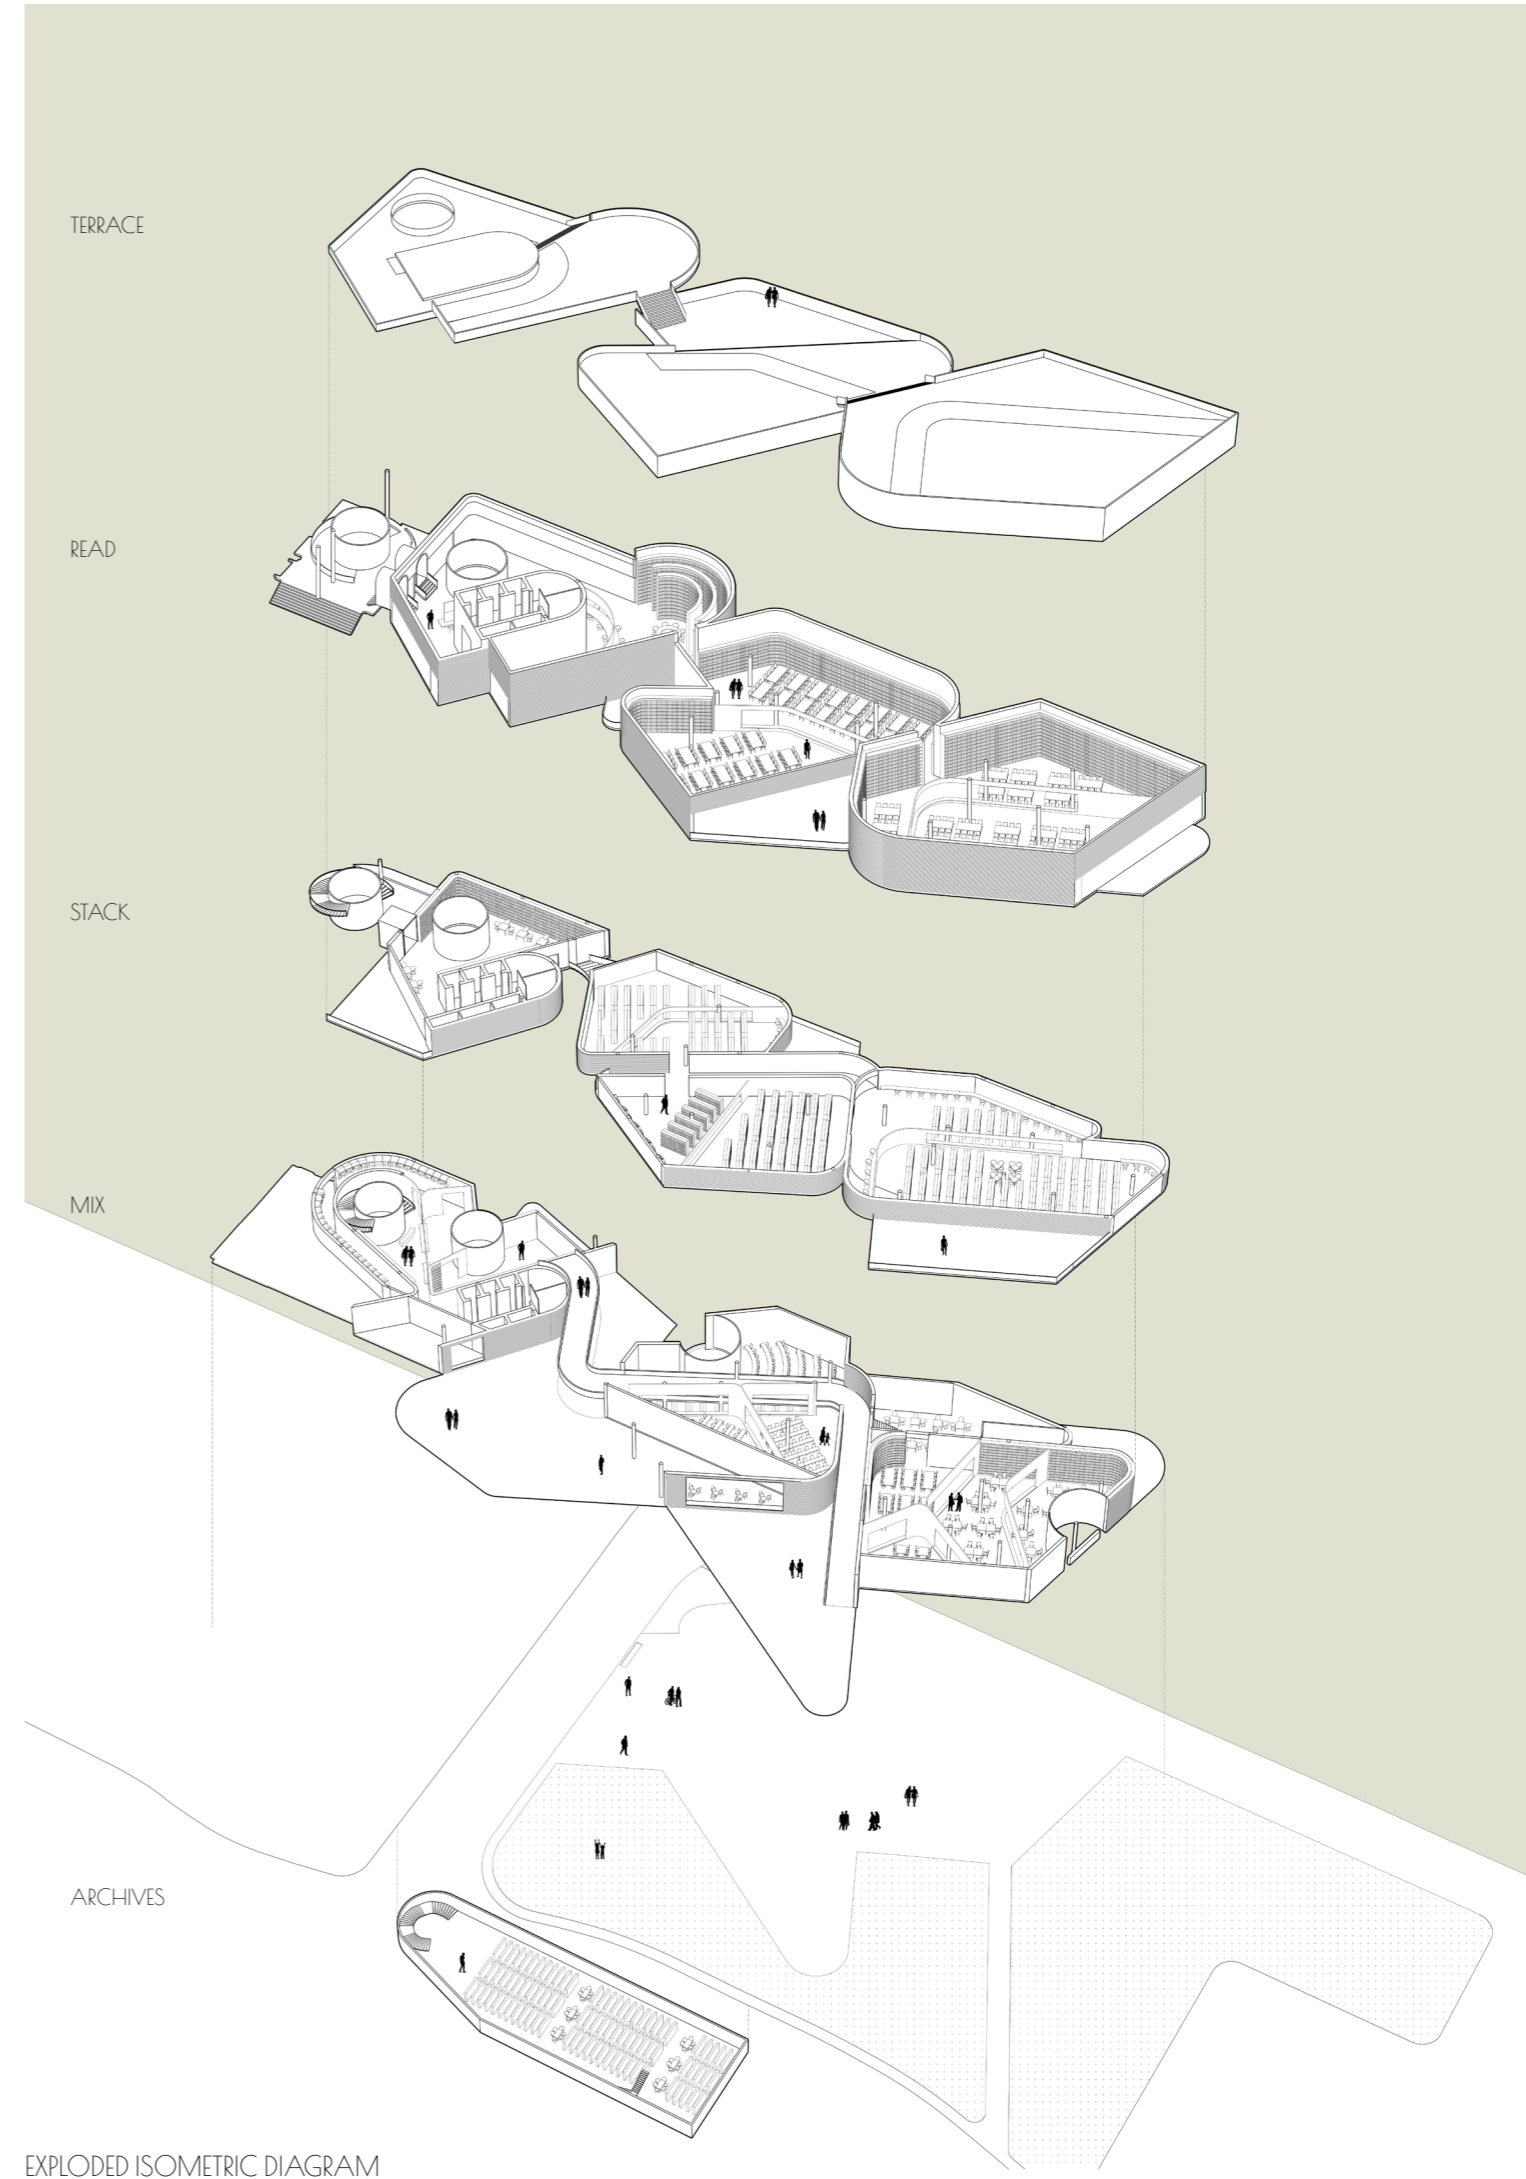 TERRACE
READ
STACK
MIX
ARCHIVES
EXPLODED ISOMETRIC DIAGRAM